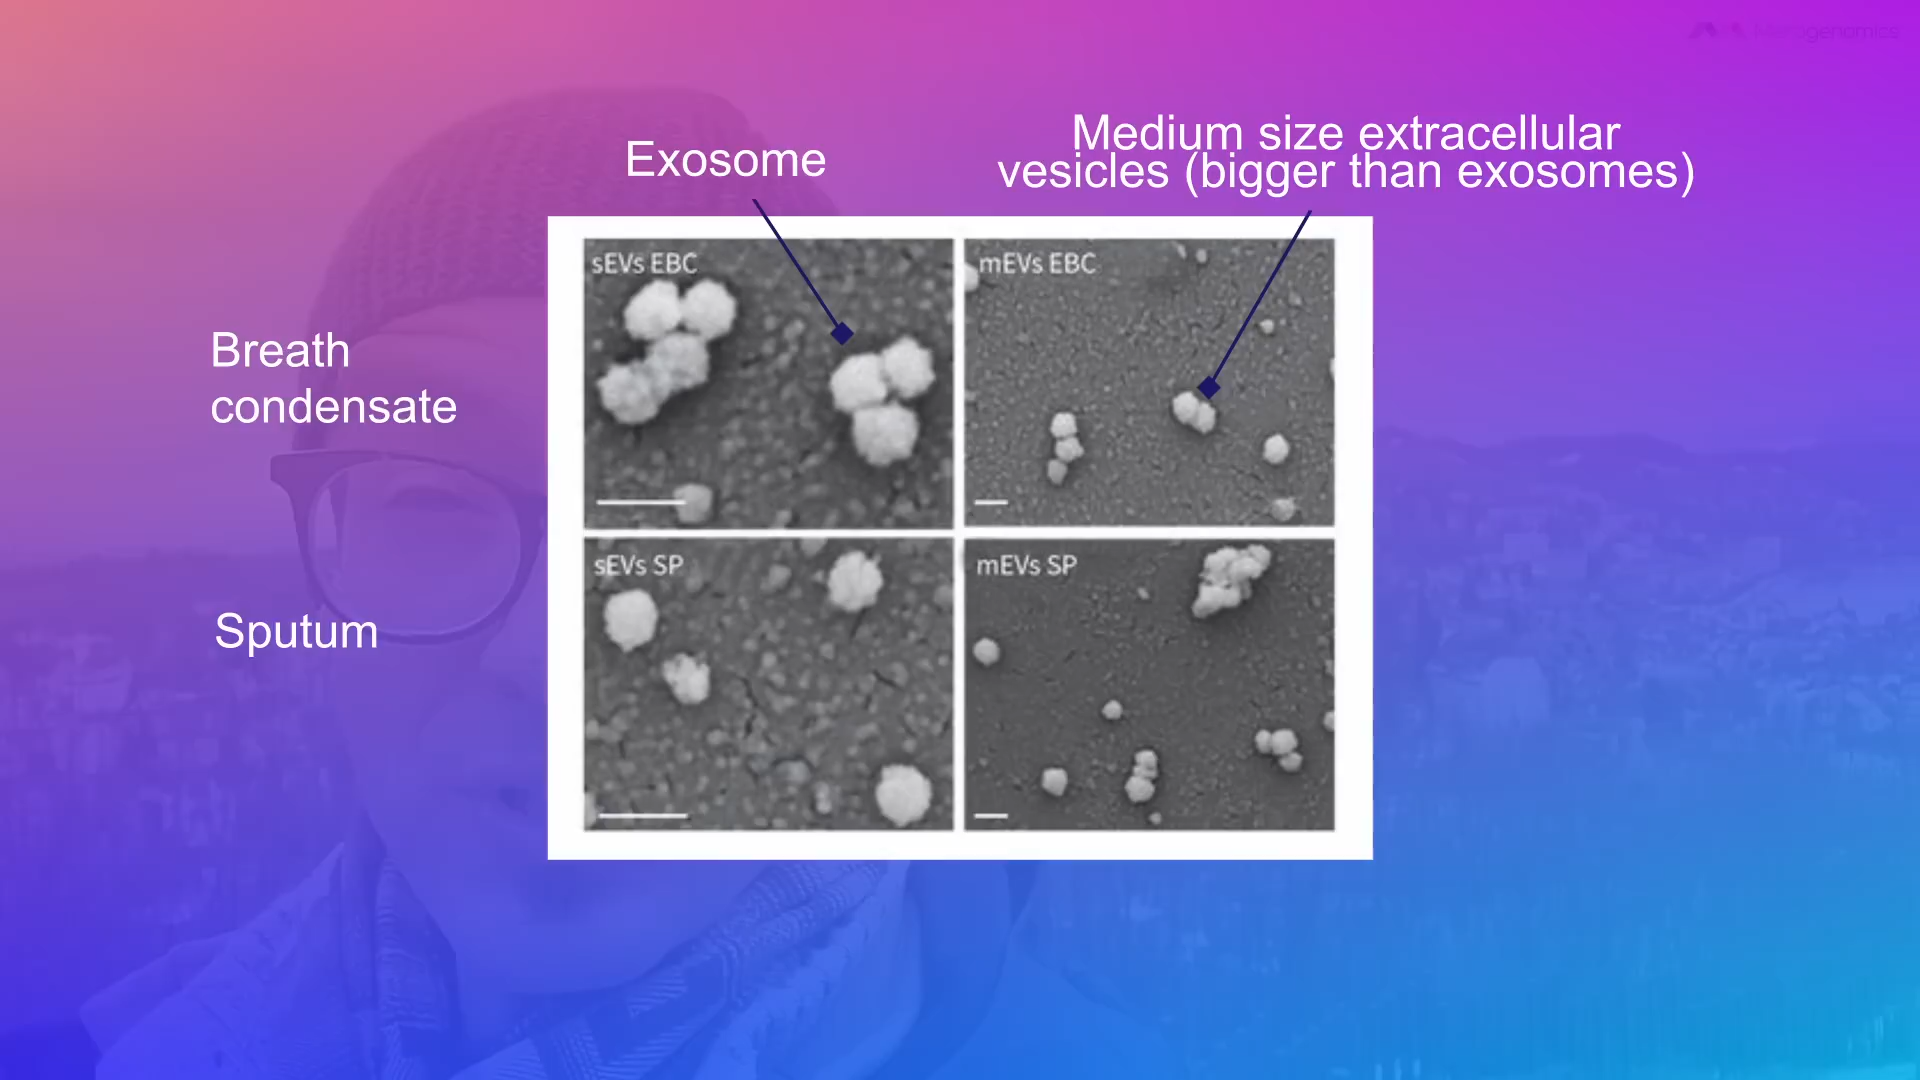 Metagenomics
Exosome
Medium size extracellular
vesicles (bigger than exosomes)
sEVs EBC
mEVs EBC
Breath
condensate
sEVs SP
mEVs SP
Sputum